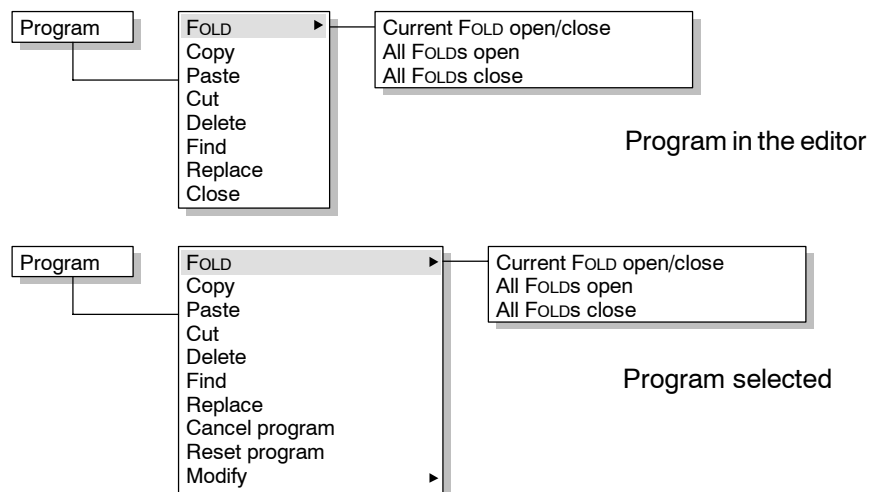 Program
FOLD ▶
Copy
Paste
Cut
Delete
Find
Replace
Close
Current FOLD open/close
All FOLDs open
All FOLDs close
Program in the editor
Program
FOLD ▶
Copy
Paste
Cut
Delete
Find
Replace
Cancel program
Reset program
Modify ▶
Current FOLD open/close
All FOLDs open
All FOLDs close
Program selected